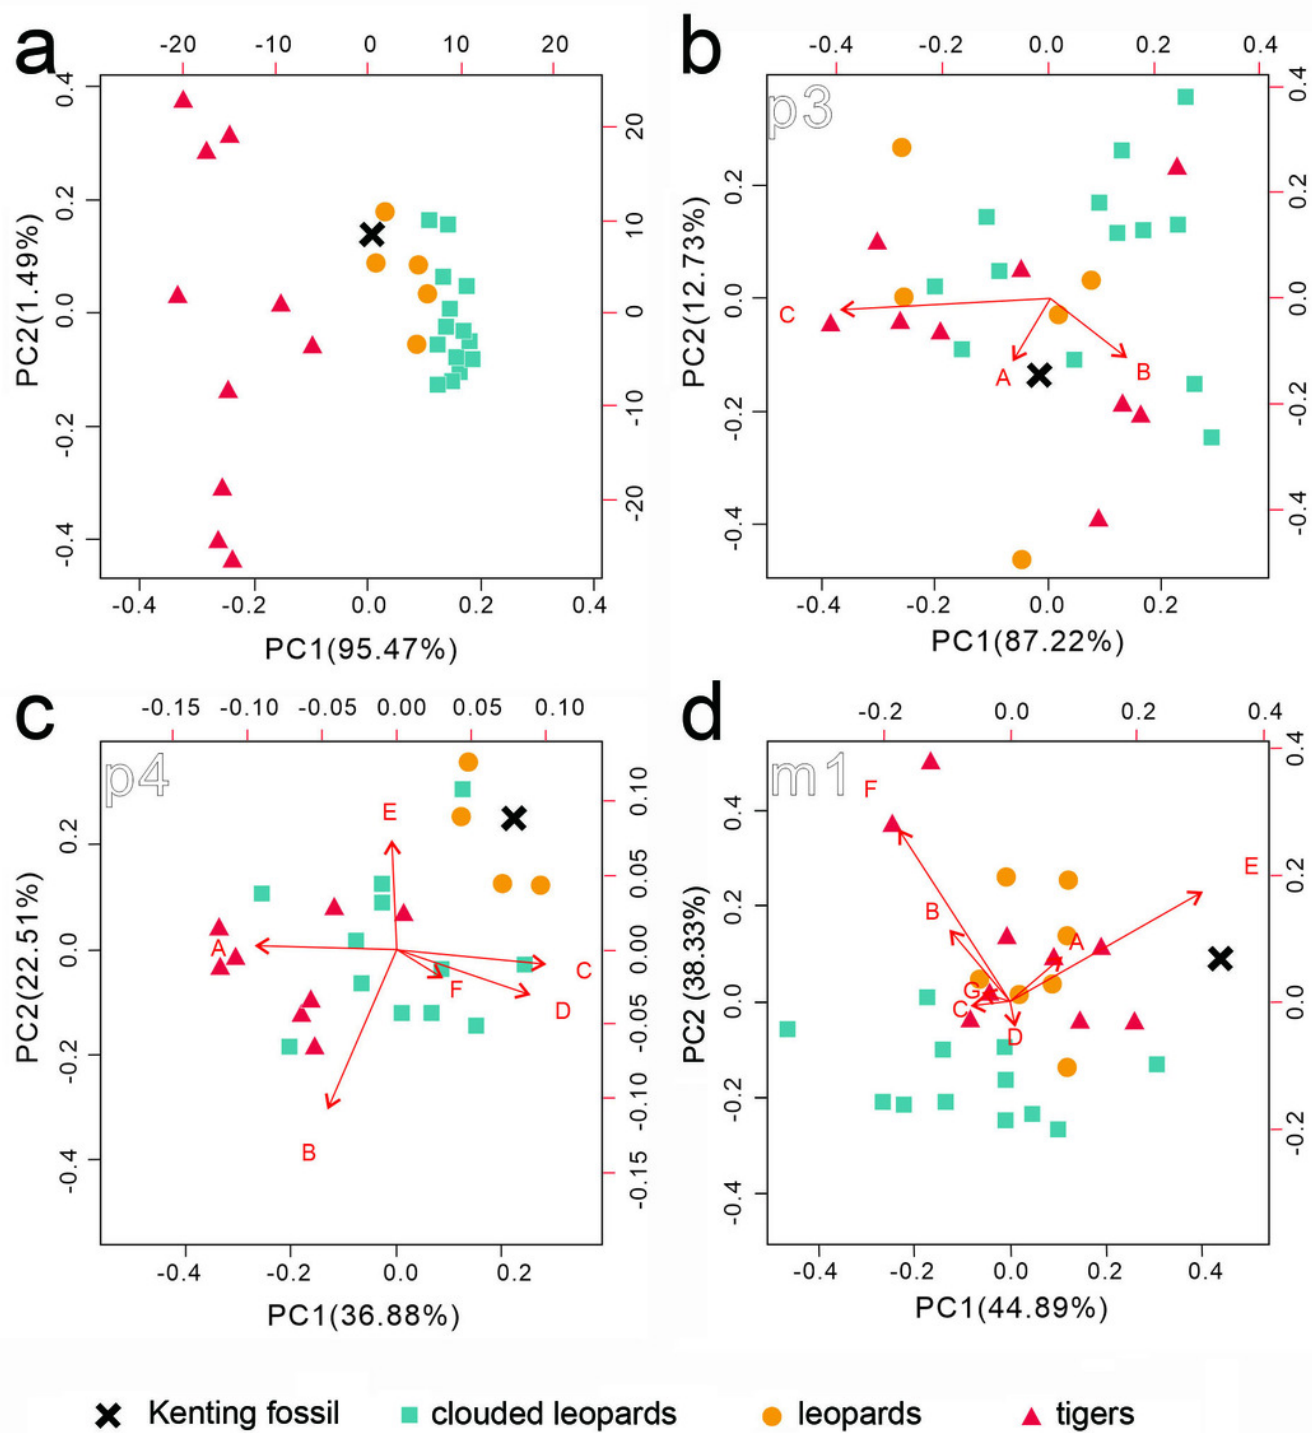 a
-20 -10 0 10 20
0.4 0.2 0.0 -0.2 -0.4
PC2(1.49%)
20 10 0 -10 -20
-0.4 -0.2 0.0 0.2 0.4
PC1(95.47%)
b
-0.4 -0.2 0.0 0.2 0.4
p3
0.2 0.0 -0.2 -0.4
PC2(12.73%)
C
A
B
0.4 0.2 0.0 -0.2 -0.4
-0.4 -0.2 0.0 0.2
PC1(87.22%)
c
-0.15 -0.10 -0.05 0.00 0.05 0.10
p4
0.2 0.0 -0.2 -0.4
PC2(22.51%)
E
A
C
F
D
B
0.10 0.05 0.00 -0.05 -0.10 -0.15
-0.4 -0.2 0.0 0.2
PC1(36.88%)
d
-0.2 0.0 0.2 0.4
m1
0.4 0.2 0.0 -0.2 -0.4
PC2 (38.33%)
F
E
B
A
G
C
D
0.4 0.2 0.0 -0.2
-0.4 -0.2 0.0 0.2 0.4
PC1(44.89%)
Kenting fossil
clouded leopards
leopards
tigers